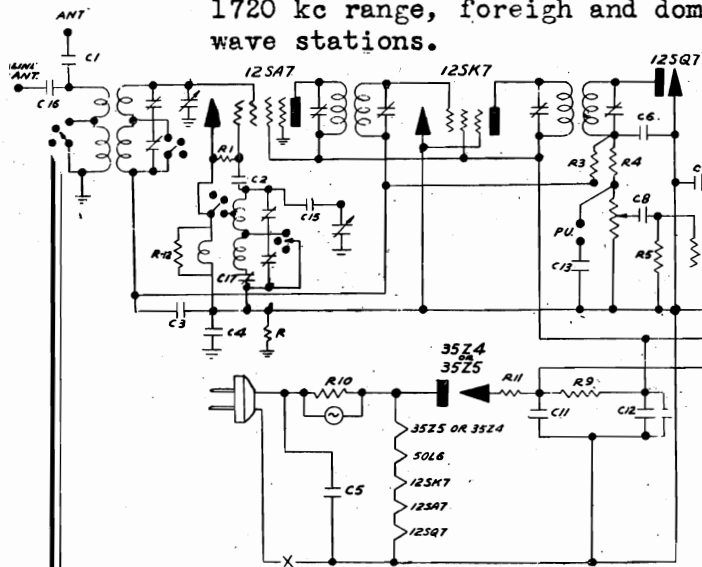 1720 kc range, foreigh and dom
wave stations.
ANT
C1
ANT.
C16
12SA7
12SK7
12SQ7
R1
C2
C15
C6
R3
R4
C8
P.U.
C13
R5
R12
C17
C3
C4
R
35Z4
OR
35Z5
R10
R11
R9
C11
C12
35Z5 OR 35Z4
50L6
12SK7
12SA7
12SQ7
C5
X